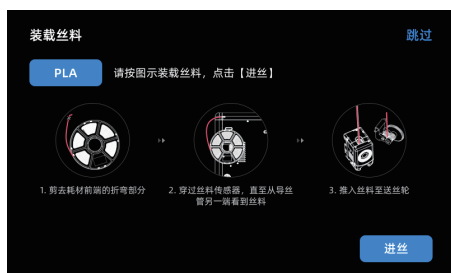 装载丝料
跳过
PLA
请按图示装载丝料，点击【进丝】
1. 剪去耗材前端的折弯部分
2. 穿过丝料传感器，直至从导丝
管另一端看到丝料
3. 推入丝料至送丝轮
进丝